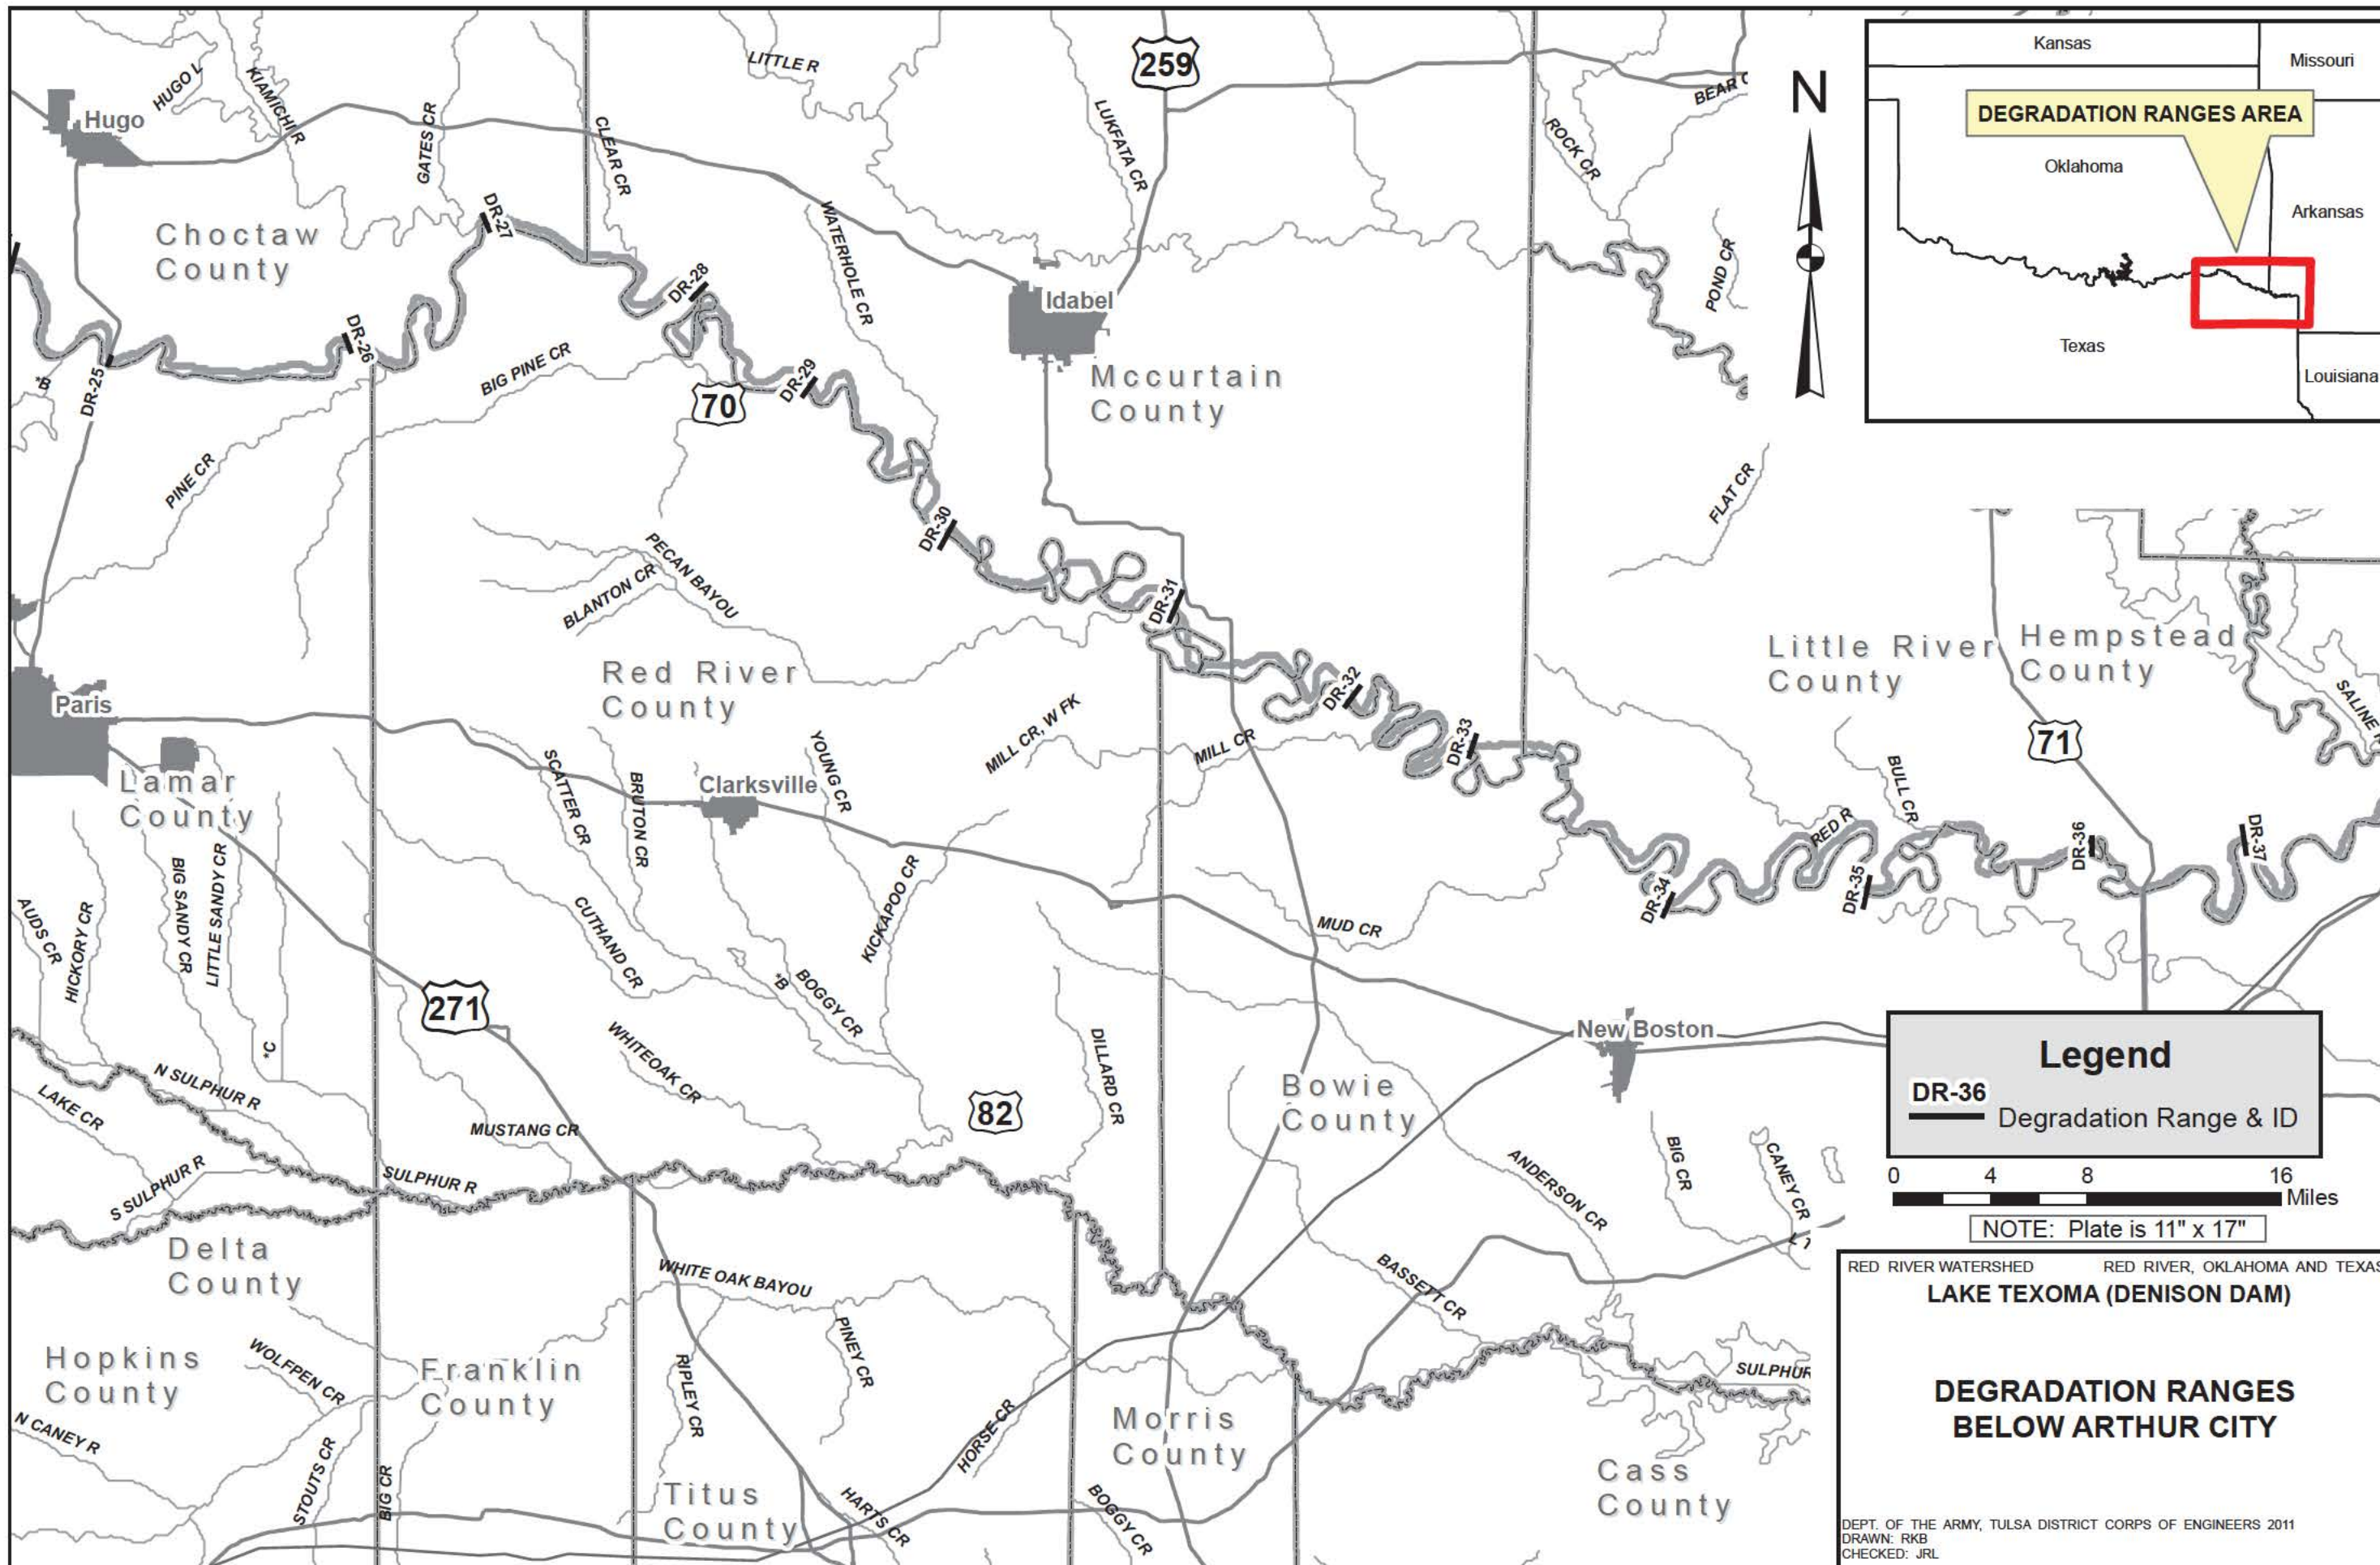 LITTLE R
259
HUGO L
KIAMICHI R
Hugo
GATES CR
CLEAR CR
LUKFATA CR
ROCK CR
N
Kansas
Missouri
DEGRADATION RANGES AREA
Oklahoma
Arkansas
Texas
Louisiana
Choctaw
County
DR-27
WATERHOLE CR
POND CR
DR-28
Idabel
DR-26
*B
DR-25
BIG PINE CR
DR-29
70
Mccurtain
County
PINE CR
FLAT CR
DR-30
PECAN BAYOU
BLANTON CR
DR-31
Red River
County
Little River
County
Hempstead
County
Paris
DR-32
MILL CR, W FK
MILL CR
DR-33
71
Lamar
County
SCATTER CR
BRUTON CR
Clarksville
YOUNG CR
BULL CR
RED R
DR-36
DR-37
AUDS CR
HICKORY CR
BIG SANDY CR
LITTLE SANDY CR
CUTHAND CR
KICKAPOO CR
MUD CR
DR-34
DR-35
271
*B
BOGGY CR
*C
WHITEOAK CR
DILLARD CR
New Boston
Legend
DR-36
Degradation Range & ID
N SULPHUR R
LAKE CR
82
Bowie
County
MUSTANG CR
SULPHUR R
S SULPHUR R
ANDERSON CR
BIG CR
CANEY CR
0 4 8 16
Miles
NOTE: Plate is 11" x 17"
Delta
County
WHITE OAK BAYOU
BASSETT CR
RED RIVER WATERSHED RED RIVER, OKLAHOMA AND TEXAS
LAKE TEXOMA (DENISON DAM)
Hopkins
County
WOLFPEN CR
Franklin
County
RIPLEY CR
PINEY CR
SULPHUR
DEGRADATION RANGES
BELOW ARTHUR CITY
N CANEY R
STOUTS CR
BIG CR
HORSE CR
Morris
County
Cass
County
Titus
County
HARTS CR
BOGGY CR
DEPT. OF THE ARMY, TULSA DISTRICT CORPS OF ENGINEERS 2011
DRAWN: RKB
CHECKED: JRL